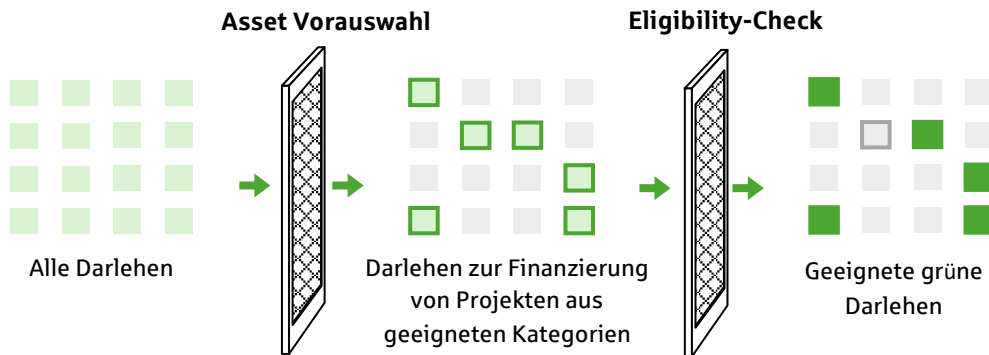 Asset Vorauswahl
Eligibility-Check
Alle Darlehen
Darlehen zur Finanzierung
von Projekten aus
geeigneten Kategorien
Geeignete grüne
Darlehen